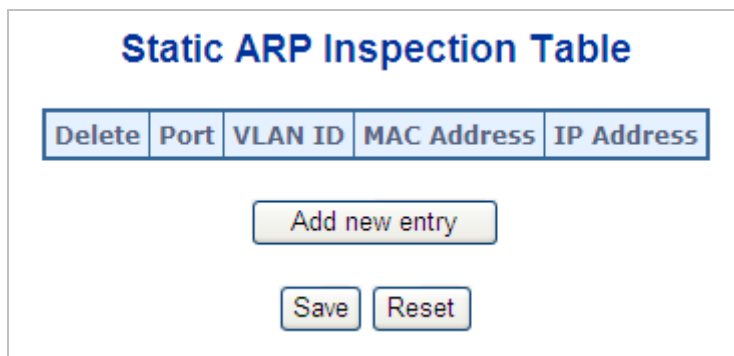 Static ARP Inspection Table
Delete Port VLAN ID MAC Address IP Address
Add new entry
Save Reset